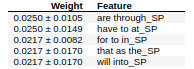 Weight Feature
0.0250 ± 0.0105 are through_SP
0.0250 ± 0.0149 have to at_SP
0.0217 ± 0.0082 for to in_SP
0.0217 ± 0.0170 that as the_SP
0.0217 ± 0.0170 will into_SP